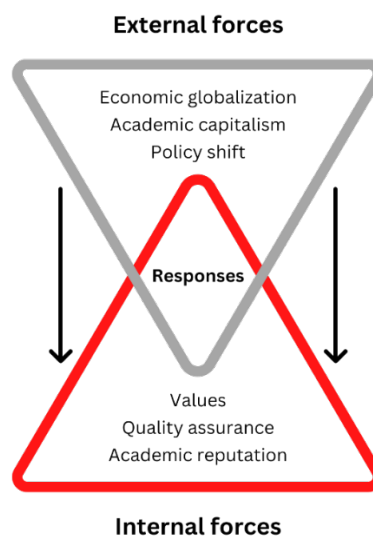 External forces
Economic globalization
Academic capitalism
Policy shift
Responses
Values
Quality assurance
Academic reputation
Internal forces